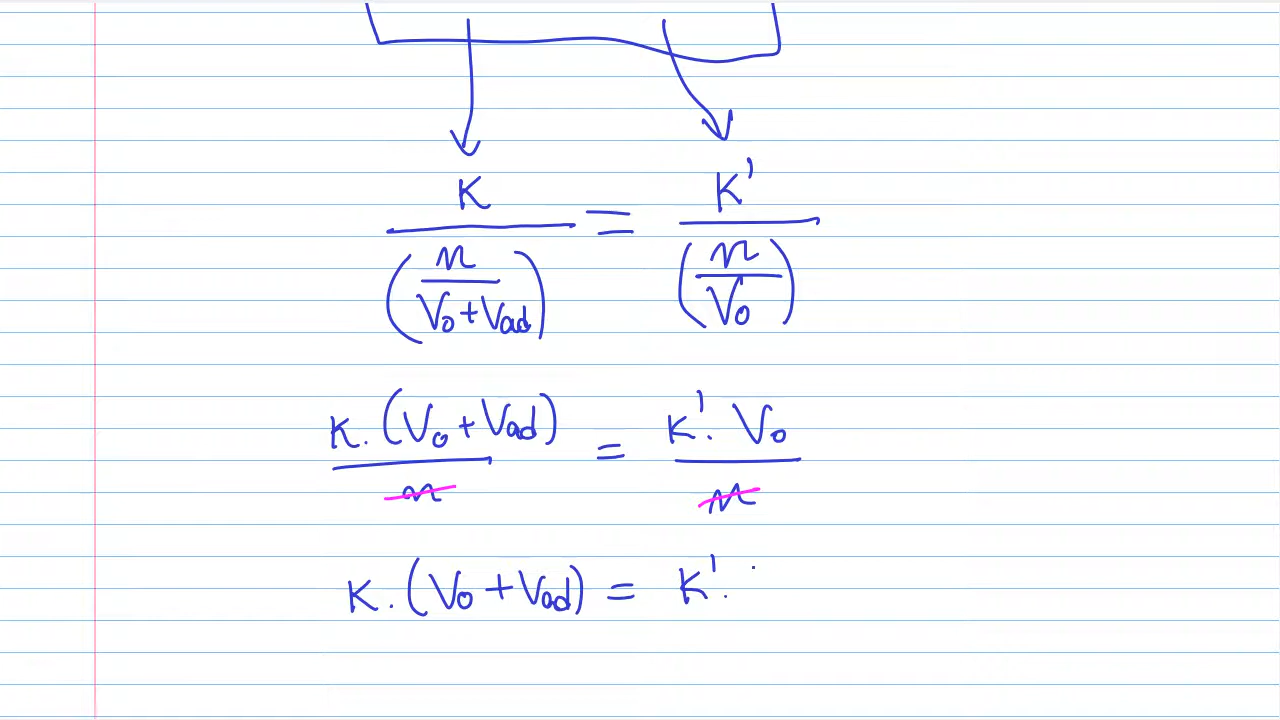 K / (n / (V₀ + Vad)) = K' / (n / V₀)
K . (V₀ + Vad) / n = K' . V₀ / n
K . (V₀ + Vad) = K' .